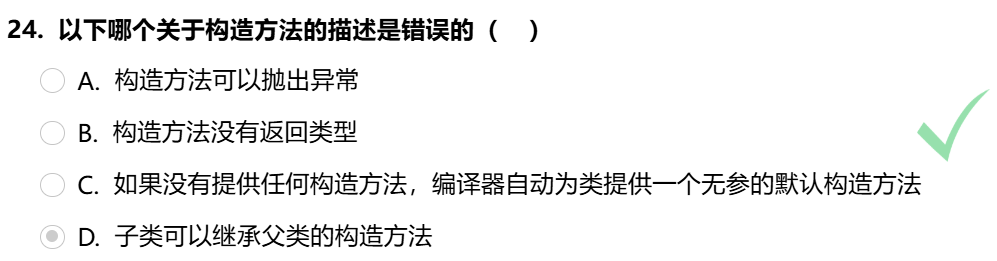 24. 以下哪个关于构造方法的描述是错误的（ ）
A. 构造方法可以抛出异常
B. 构造方法没有返回类型
C. 如果没有提供任何构造方法，编译器自动为类提供一个无参的默认构造方法
D. 子类可以继承父类的构造方法